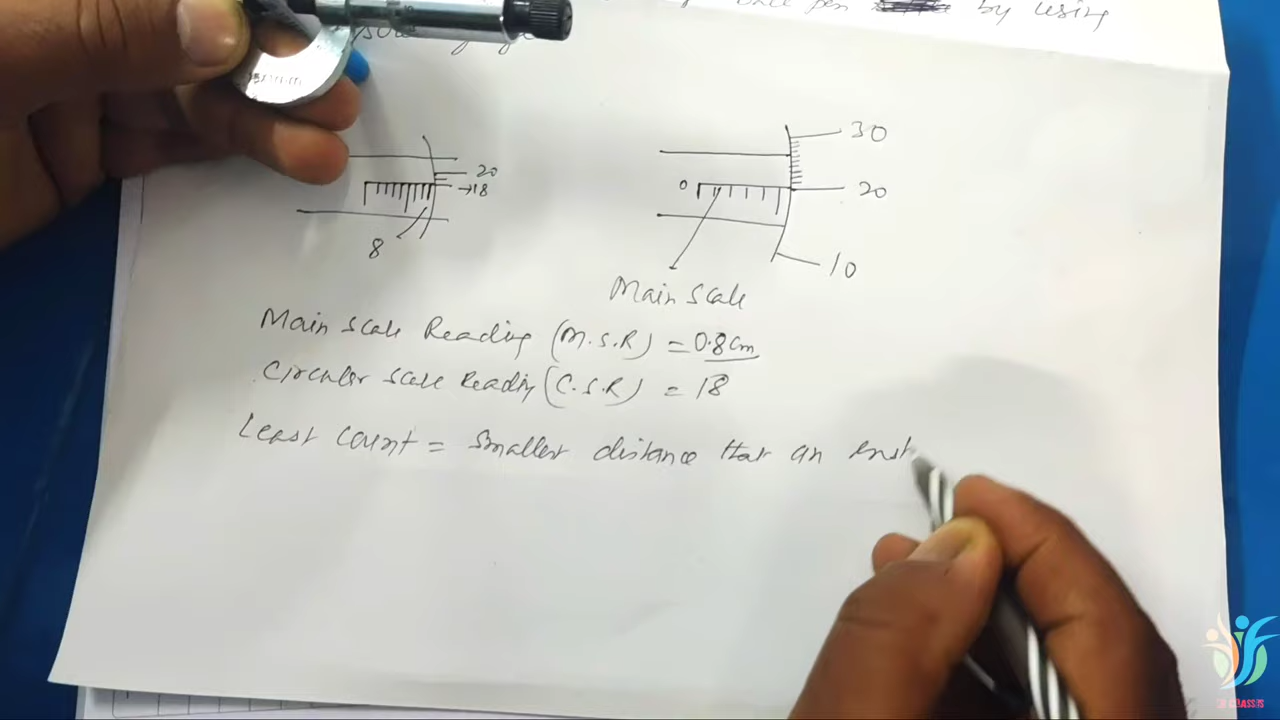 by using
20
18
8
30
0
20
10
Main Scale
Main scale Reading (M.S.R) = 0.8cm
Circular scale Reading (C.S.R) = 18
Least count = Smallest distance that an inst